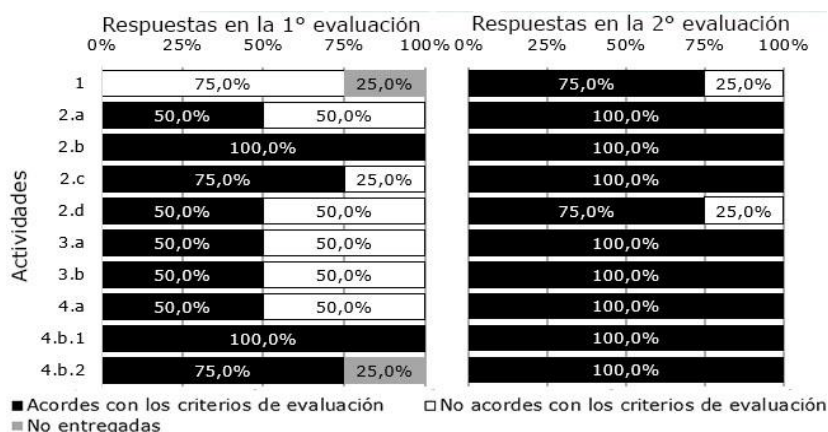 Respuestas en la 1° evaluación Respuestas en la 2° evaluación
0% 25% 50% 75% 100% 0% 25% 50% 75% 100%
Actividades
1 75,0% 25,0% 75,0% 25,0%
2.a 50,0% 50,0% 100,0%
2.b 100,0% 100,0%
2.c 75,0% 25,0% 100,0%
2.d 50,0% 50,0% 75,0% 25,0%
3.a 50,0% 50,0% 100,0%
3.b 50,0% 50,0% 100,0%
4.a 50,0% 50,0% 100,0%
4.b.1 100,0% 100,0%
4.b.2 75,0% 25,0% 100,0%
Acordes con los criterios de evaluación No acordes con los criterios de evaluación
No entregadas